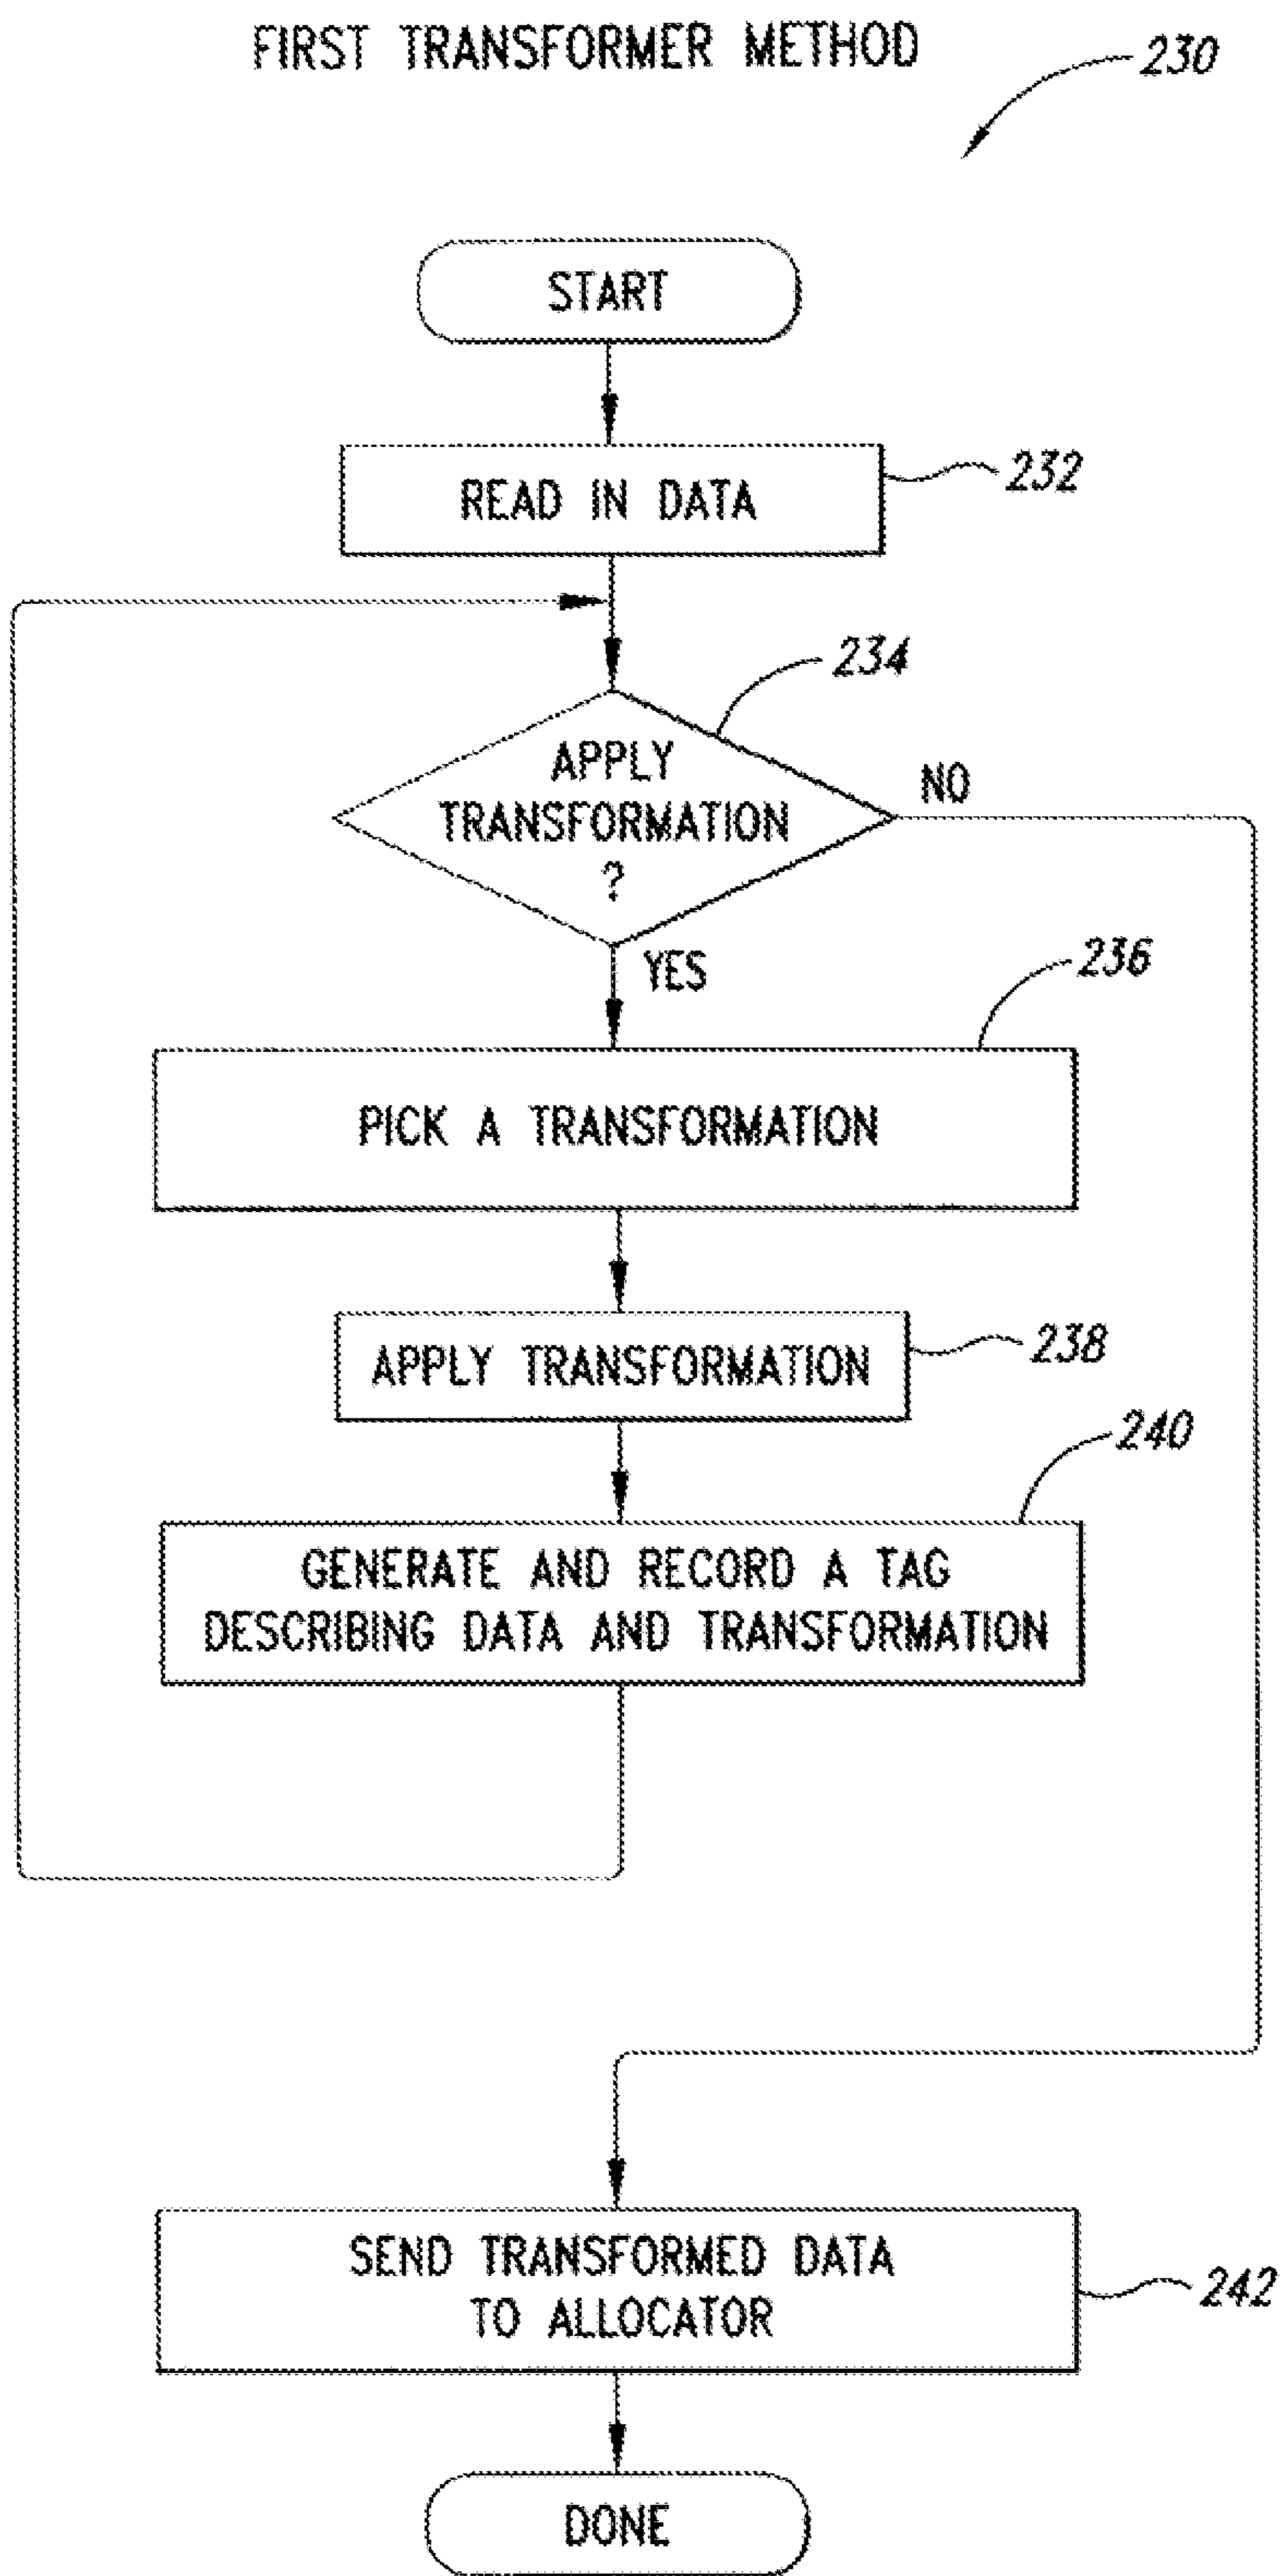 FIRST TRANSFORMER METHOD
230
START
READ IN DATA
232
234
APPLY
TRANSFORMATION
?
NO
YES
236
PICK A TRANSFORMATION
APPLY TRANSFORMATION
238
240
GENERATE AND RECORD A TAG
DESCRIBING DATA AND TRANSFORMATION
SEND TRANSFORMED DATA
TO ALLOCATOR
242
DONE